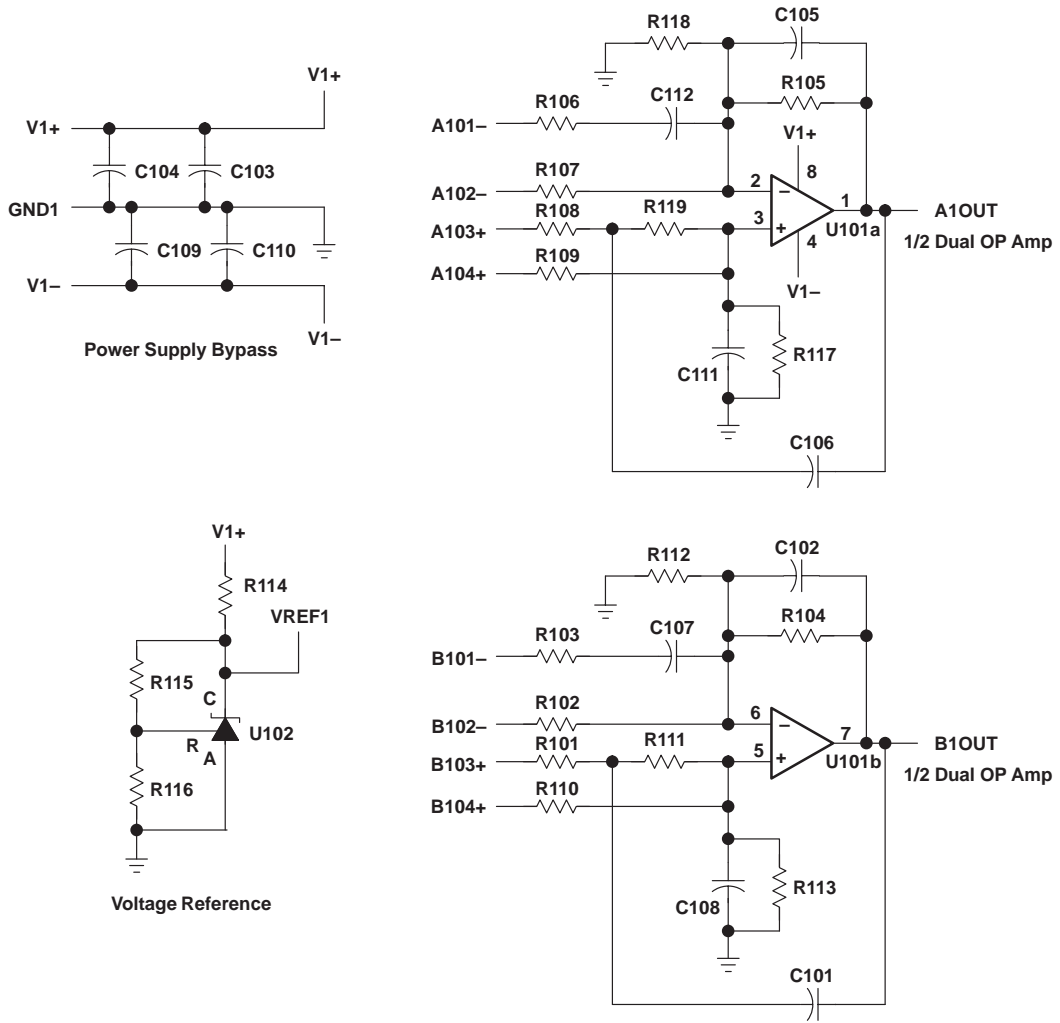 V1+
V1+
C104
C103
GND1
C109
C110
V1–
V1–
Power Supply Bypass
C105
R118
R105
R106
C112
V1+
A101–
R107
8
A102–
2
–
R108
R119
3
1
A1OUT
A103+
+
U101a
R109
4
1/2 Dual OP Amp
A104+
V1–
R117
C111
C106
V1+
R114
VREF1
R115
C
R
U102
A
R116
Voltage Reference
C102
R112
R104
R103
C107
B101–
R102
6
B102–
–
R101
R111
5
7
B1OUT
B103+
+
U101b
R110
1/2 Dual OP Amp
B104+
R113
C108
C101